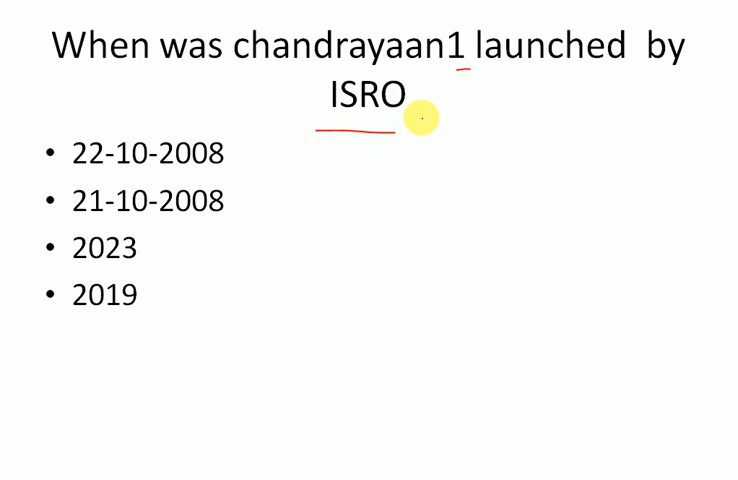 When was chandrayaan1 launched by
ISRO
• 22-10-2008
• 21-10-2008
• 2023
• 2019